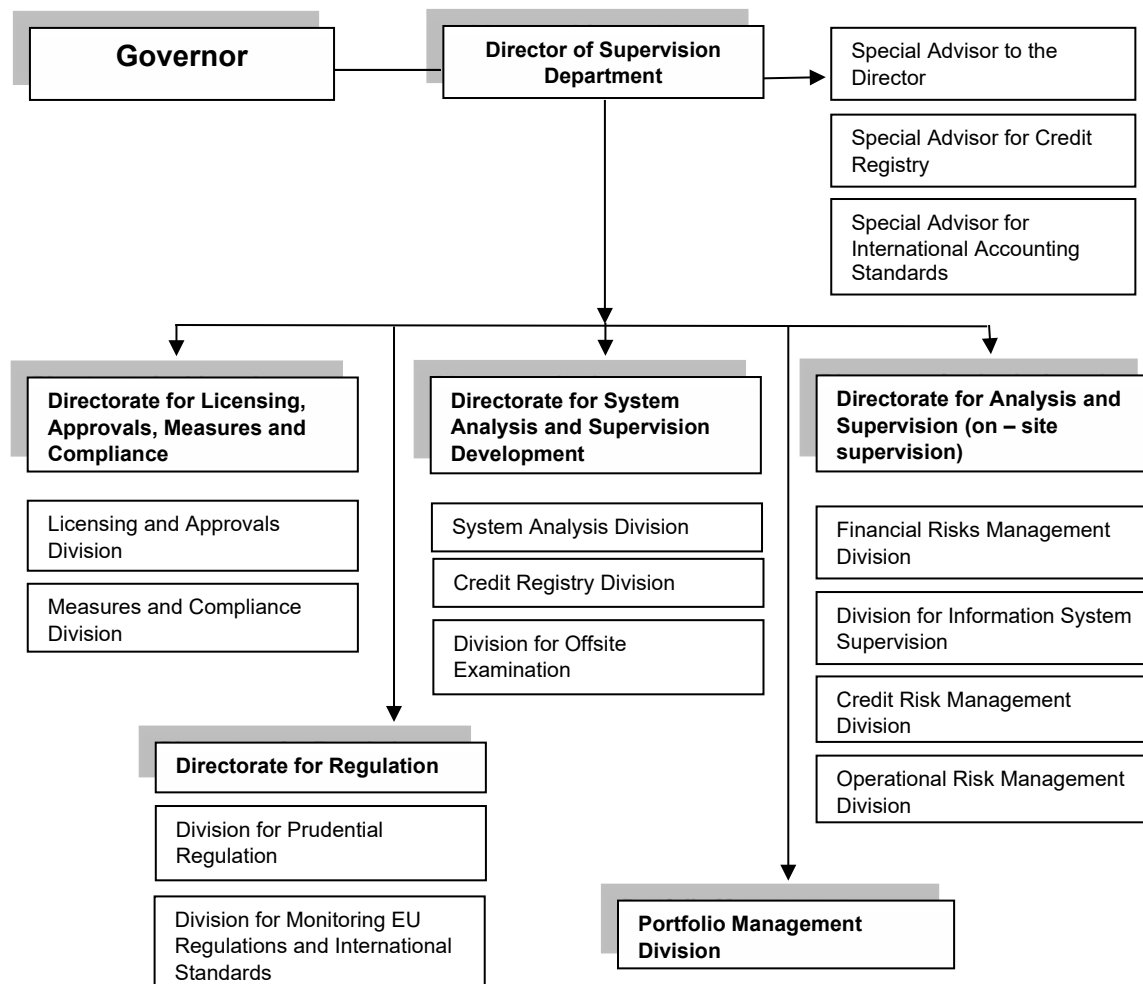 Governor
Director of Supervision
Department
Special Advisor to the
Director
Special Advisor for Credit
Registry
Special Advisor for
International Accounting
Standards
Directorate for Licensing,
Approvals, Measures and
Compliance
Licensing and Approvals
Division
Measures and Compliance
Division
Directorate for System
Analysis and Supervision
Development
System Analysis Division
Credit Registry Division
Division for Offsite
Examination
Directorate for Analysis and
Supervision (on – site
supervision)
Financial Risks Management
Division
Division for Information System
Supervision
Credit Risk Management
Division
Operational Risk Management
Division
Directorate for Regulation
Division for Prudential
Regulation
Division for Monitoring EU
Regulations and International
Standards
Portfolio Management
Division